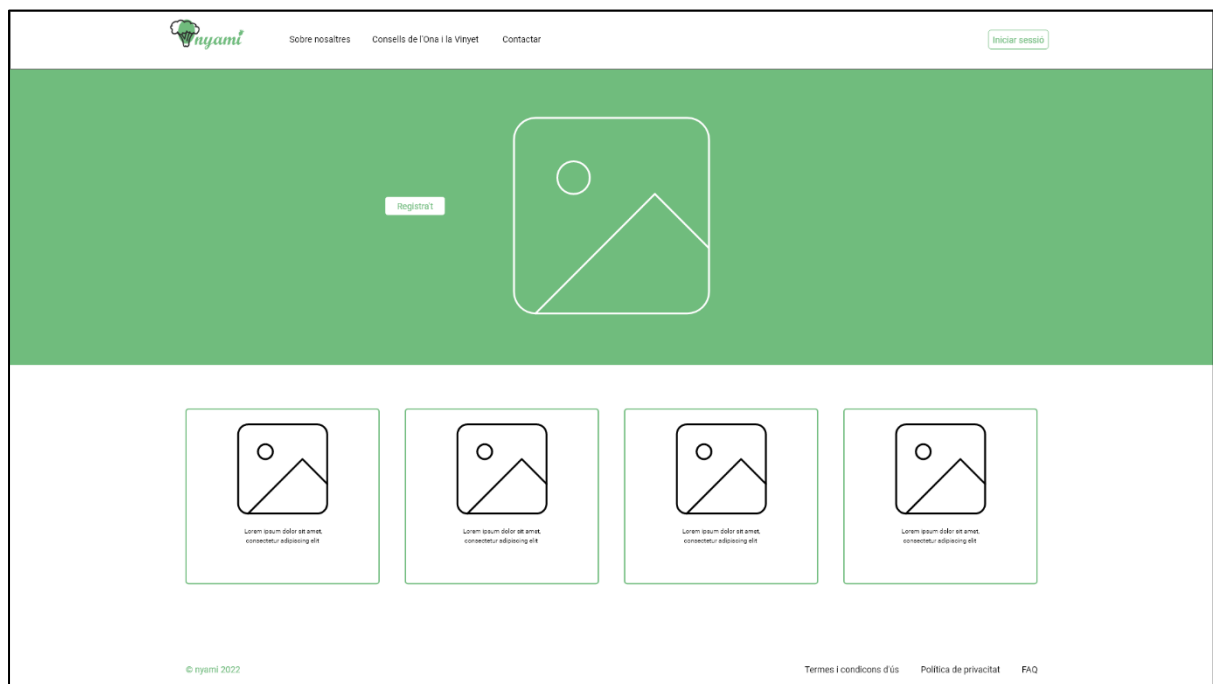 nyami
Sobre nosaltres
Consells de l'Ona i la Vinyet
Contactar
Iniciar sessió
Registra't
Lorem ipsum dolor sit amet,
consectetur adipiscing elit
Lorem ipsum dolor sit amet,
consectetur adipiscing elit
Lorem ipsum dolor sit amet,
consectetur adipiscing elit
Lorem ipsum dolor sit amet,
consectetur adipiscing elit
© nyami 2022
Termes i condicons d'ús
Política de privacitat
FAQ